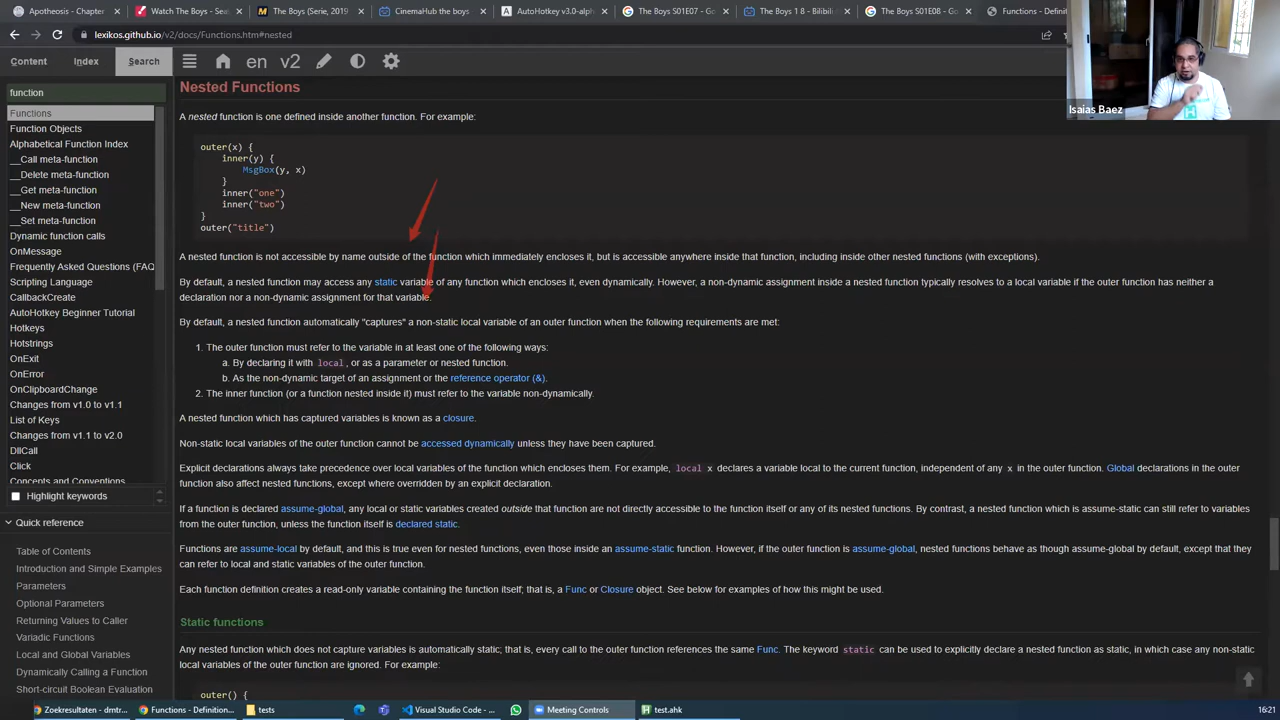 Apotheosis - Chapter
Watch The Boys - Sea
The Boys (Serie, 2019
CinemaHub the boys
AutoHotkey v3.0-alph
The Boys S01E07 - Go
The Boys 1 8 - Bilibil
The Boys S01E08 - Go
Functions - Defini
lexikos.github.io/v2/docs/Functions.htm#nested
Isaias Baez
Content
Index
Search
en
v2
function
Functions
Function Objects
Alphabetical Function Index
__Call meta-function
__Delete meta-function
__Get meta-function
__New meta-function
__Set meta-function
Dynamic function calls
OnMessage
Frequently Asked Questions (FAQ
Scripting Language
CallbackCreate
AutoHotkey Beginner Tutorial
Hotkeys
Hotstrings
OnExit
OnError
OnClipboardChange
Changes from v1.0 to v1.1
List of Keys
Changes from v1.1 to v2.0
DllCall
Click
Concepts and Conventions
Highlight keywords
Quick reference
Table of Contents
Introduction and Simple Examples
Parameters
Optional Parameters
Returning Values to Caller
Variadic Functions
Local and Global Variables
Dynamically Calling a Function
Short-circuit Boolean Evaluation
Nested Functions
A nested function is one defined inside another function. For example:
outer(x) {
inner(y) {
MsgBox(y, x)
}
inner("one")
inner("two")
}
outer("title")
A nested function is not accessible by name outside of the function which immediately encloses it, but is accessible anywhere inside that function, including inside other nested functions (with exceptions).
By default, a nested function may access any static variable of any function which encloses it, even dynamically. However, a non-dynamic assignment inside a nested function typically resolves to a local variable if the outer function has neither a
declaration nor a non-dynamic assignment for that variable.
By default, a nested function automatically "captures" a non-static local variable of an outer function when the following requirements are met:
1. The outer function must refer to the variable in at least one of the following ways:
a. By declaring it with local, or as a parameter or nested function.
b. As the non-dynamic target of an assignment or the reference operator (&).
2. The inner function (or a function nested inside it) must refer to the variable non-dynamically.
A nested function which has captured variables is known as a closure.
Non-static local variables of the outer function cannot be accessed dynamically unless they have been captured.
Explicit declarations always take precedence over local variables of the function which encloses them. For example, local x declares a variable local to the current function, independent of any x in the outer function. Global declarations in the outer
function also affect nested functions, except where overridden by an explicit declaration.
If a function is declared assume-global, any local or static variables created outside that function are not directly accessible to the function itself or any of its nested functions. By contrast, a nested function which is assume-static can still refer to variables
from the outer function, unless the function itself is declared static.
Functions are assume-local by default, and this is true even for nested functions, even those inside an assume-static function. However, if the outer function is assume-global, nested functions behave as though assume-global by default, except that they
can refer to local and static variables of the outer function.
Each function definition creates a read-only variable containing the function itself; that is, a Func or Closure object. See below for examples of how this might be used.
Static functions
Any nested function which does not capture variables is automatically static; that is, every call to the outer function references the same Func. The keyword static can be used to explicitly declare a nested function as static, in which case any non-static
local variables of the outer function are ignored. For example:
outer() {
Zoekresultaten - dmtr...
Functions - Definition...
tests
Visual Studio Code - ...
Meeting Controls
test.ahk
16:21